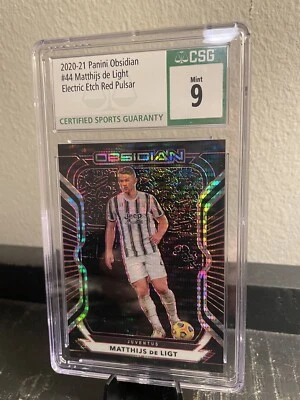 2020-21 Panini Obsidian
#44 Matthijs de Light
Electric Etch Red Pulsar
CERTIFIED SPORTS GUARANTY
CSG
Mint
9
OBSIDIAN
Jeep
JUVENTUS
MATTHIJS DE LIGT